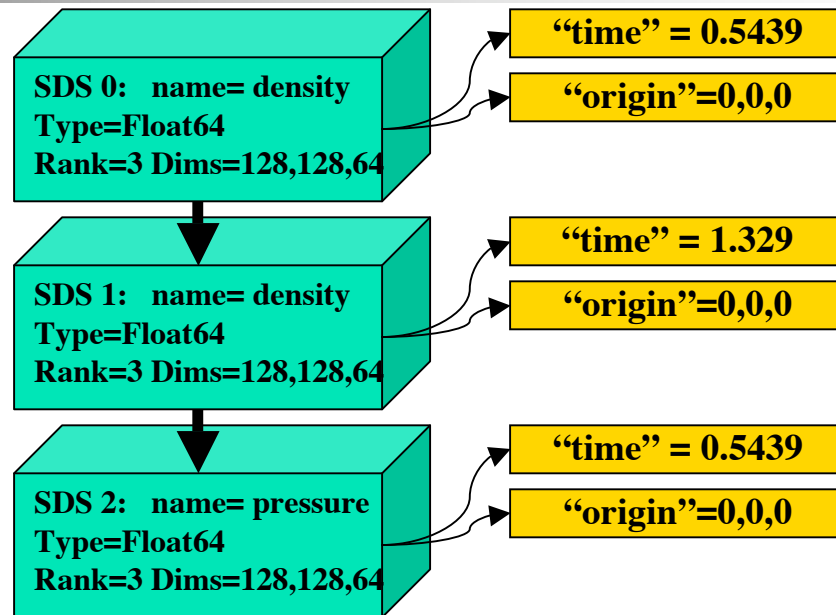 SDS 0: name= density
Type=Float64
Rank=3 Dims=128,128,64
“time” = 0.5439
“origin”=0,0,0
SDS 1: name= density
Type=Float64
Rank=3 Dims=128,128,64
“time” = 1.329
“origin”=0,0,0
SDS 2: name= pressure
Type=Float64
Rank=3 Dims=128,128,64
“time” = 0.5439
“origin”=0,0,0